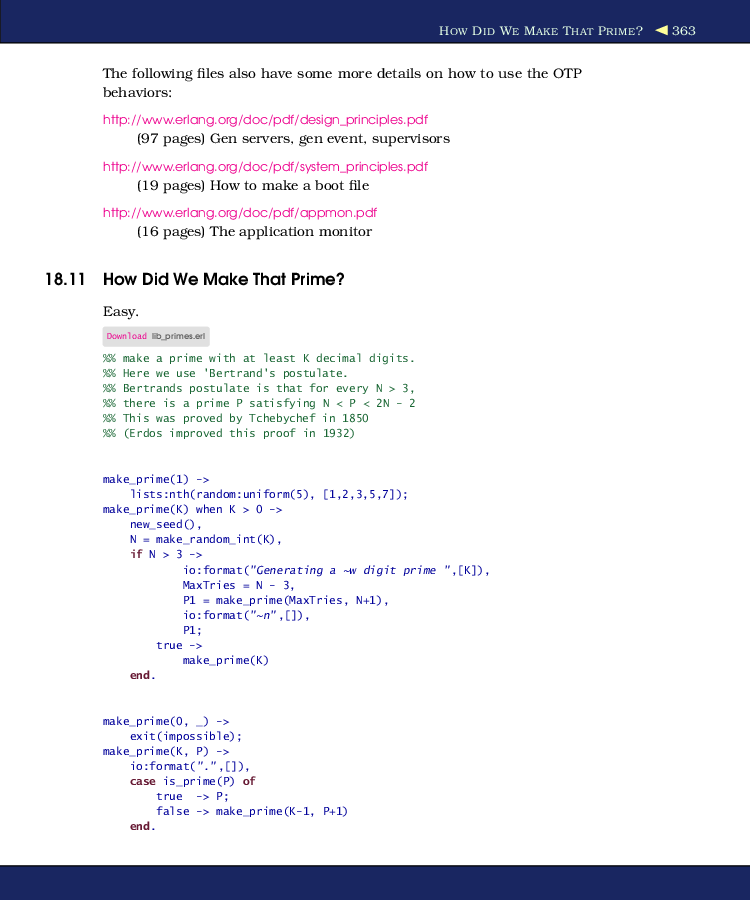 How Did We Make That Prime? ◀ 363
The following files also have some more details on how to use the OTP
behaviors:
http://www.erlang.org/doc/pdf/design_principles.pdf
(97 pages) Gen servers, gen event, supervisors
http://www.erlang.org/doc/pdf/system_principles.pdf
(19 pages) How to make a boot file
http://www.erlang.org/doc/pdf/appmon.pdf
(16 pages) The application monitor
18.11 How Did We Make That Prime?
Easy.
Download lib_primes.erl
%% make a prime with at least K decimal digits.
%% Here we use 'Bertrand's postulate.
%% Bertrands postulate is that for every N > 3,
%% there is a prime P satisfying N < P < 2N - 2
%% This was proved by Tchebychef in 1850
%% (Erdos improved this proof in 1932)
make_prime(1) ->
    lists:nth(random:uniform(5), [1,2,3,5,7]);
make_prime(K) when K > 0 ->
    new_seed(),
    N = make_random_int(K),
    if N > 3 ->
            io:format("Generating a ~w digit prime ",[K]),
            MaxTries = N - 3,
            P1 = make_prime(MaxTries, N+1),
            io:format("~n",[]),
            P1;
        true ->
            make_prime(K)
    end.
make_prime(0, _) ->
    exit(impossible);
make_prime(K, P) ->
    io:format(".",[]),
    case is_prime(P) of
        true  -> P;
        false -> make_prime(K-1, P+1)
    end.